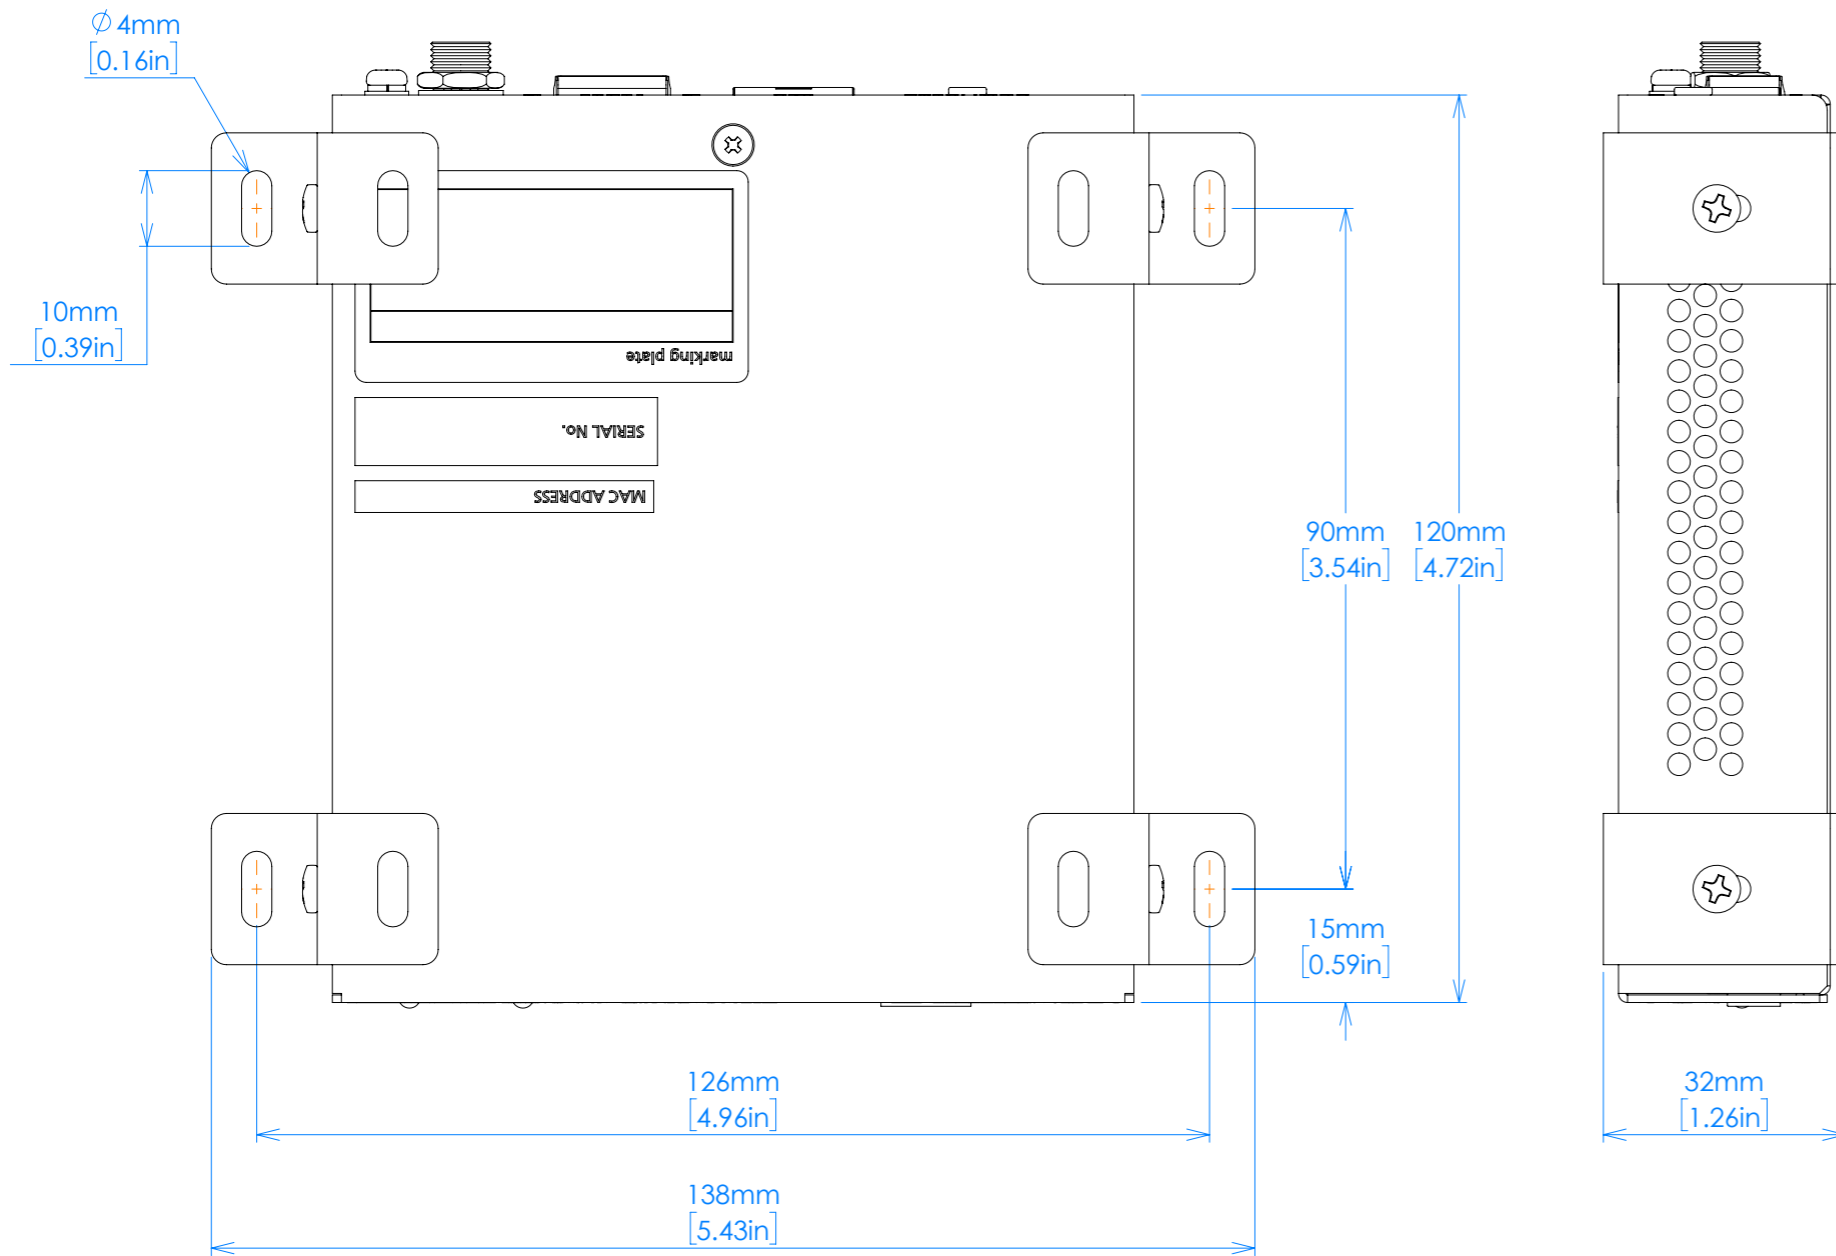 ∅4mm
[0.16in]
10mm
[0.39in]
marking plate
SERIAL No.
MAC ADDRESS
90mm
[3.54in]
120mm
[4.72in]
15mm
[0.59in]
126mm
[4.96in]
32mm
[1.26in]
138mm
[5.43in]